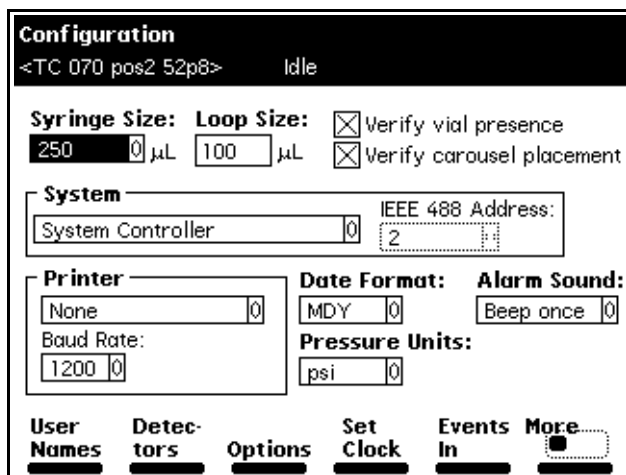 Configuration
<TC 070 pos2 52p8> Idle
Syringe Size: Loop Size: Verify vial presence
250 µL 100 µL Verify carousel placement
System
IEEE 488 Address:
System Controller 2
Printer Date Format: Alarm Sound:
None MDY Beep once
Baud Rate: Pressure Units:
1200 psi
User Detec- Set Events More
Names tors Options Clock In